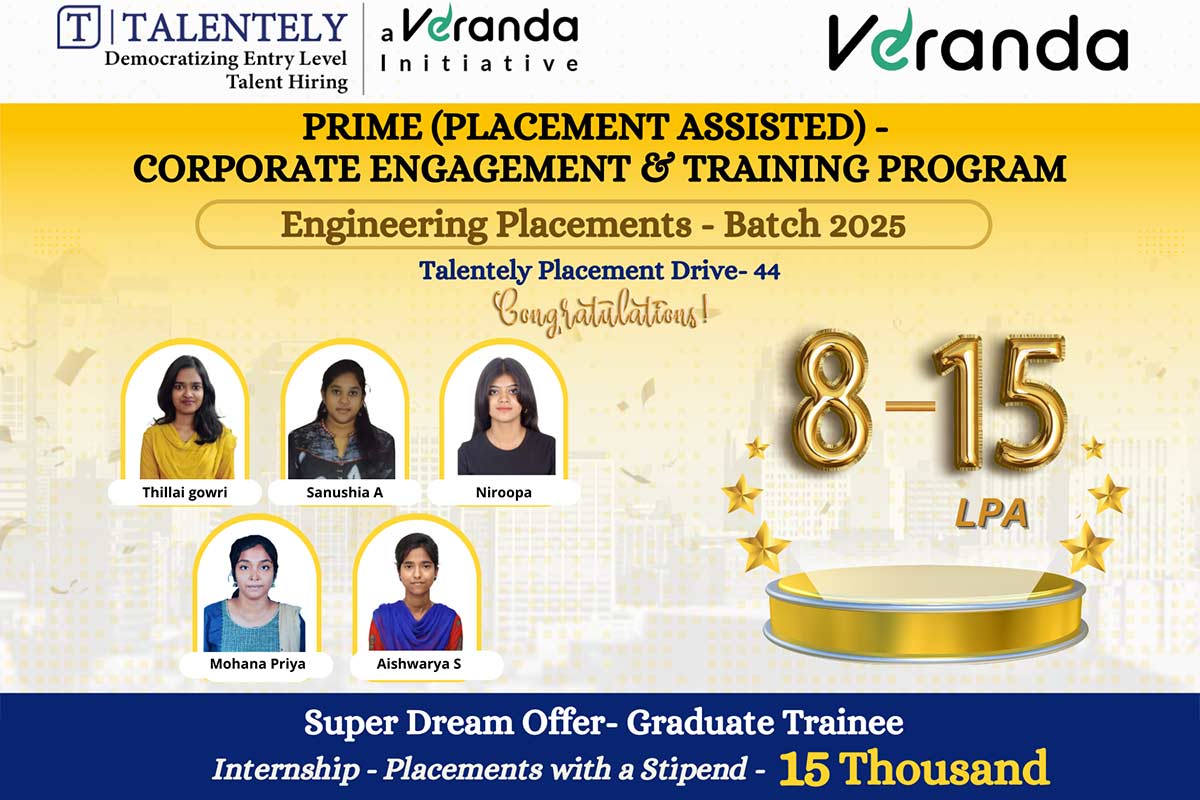 T | TALENTELY
Democratizing Entry Level
Talent Hiring
a Veranda
Initiative
Veranda
PRIME (PLACEMENT ASSISTED) -
CORPORATE ENGAGEMENT & TRAINING PROGRAM
Engineering Placements - Batch 2025
Talentely Placement Drive- 44
Congratulations!
Thillai gowri
Sanushia A
Niroopa
Mohana Priya
Aishwarya S
8-15
LPA
Super Dream Offer- Graduate Trainee
Internship - Placements with a Stipend - 15 Thousand